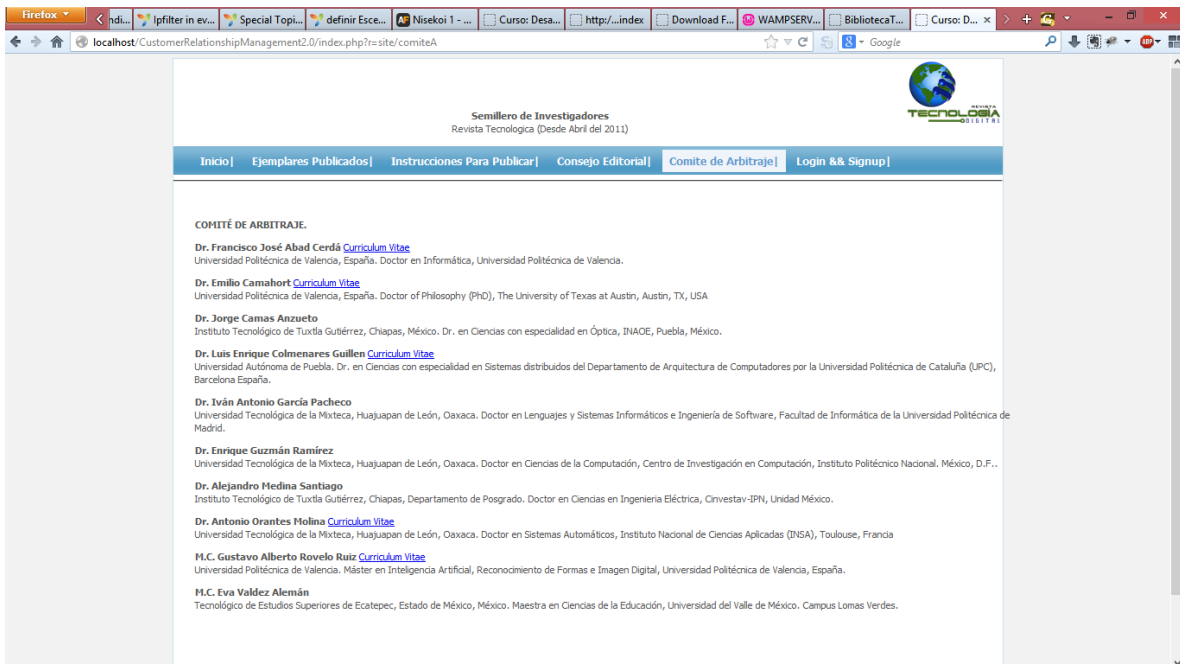 Firefox
ndi...
Ipfilter in ev...
Special Topi...
definir Esce...
Nisekoi 1 - ...
Curso: Desa...
http:/...index
Download F...
WAMPSERV...
BibliotecaT...
Curso: D...
localhost/CustomerRelationshipManagement2.0/index.php?r=site/comiteA
Google
Semillero de Investigadores
Revista Tecnologica (Desde Abril del 2011)
REVISTA
TECNOLOGÍA
DIGITAL
Inicio| Ejemplares Publicados| Instrucciones Para Publicar| Consejo Editorial| Comite de Arbitraje| Login && Signup|
COMITÉ DE ARBITRAJE.
Dr. Francisco José Abad Cerdá Curriculum Vitae
Universidad Politécnica de Valencia, España. Doctor en Informática, Universidad Politécnica de Valencia.
Dr. Emilio Camahort Curriculum Vitae
Universidad Politécnica de Valencia, España. Doctor of Philosophy (PhD), The University of Texas at Austin, Austin, TX, USA
Dr. Jorge Camas Anzueto
Instituto Tecnológico de Tuxtla Gutiérrez, Chiapas, México. Dr. en Ciencias con especialidad en Óptica, INAOE, Puebla, México.
Dr. Luis Enrique Colmenares Guillen Curriculum Vitae
Universidad Autónoma de Puebla. Dr. en Ciencias con especialidad en Sistemas distribuidos del Departamento de Arquitectura de Computadores por la Universidad Politécnica de Cataluña (UPC),
Barcelona España.
Dr. Iván Antonio García Pacheco
Universidad Tecnológica de la Mixteca, Huajuapan de León, Oaxaca. Doctor en Lenguajes y Sistemas Informáticos e Ingeniería de Software, Facultad de Informática de la Universidad Politécnica de
Madrid.
Dr. Enrique Guzmán Ramírez
Universidad Tecnológica de la Mixteca, Huajuapan de León, Oaxaca. Doctor en Ciencias de la Computación, Centro de Investigación en Computación, Instituto Politécnico Nacional. México, D.F..
Dr. Alejandro Medina Santiago
Instituto Tecnológico de Tuxtla Gutiérrez, Chiapas, Departamento de Posgrado. Doctor en Ciencias en Ingenieria Eléctrica, Cinvestav-IPN, Unidad México.
Dr. Antonio Orantes Molina Curriculum Vitae
Universidad Tecnológica de la Mixteca, Huajuapan de León, Oaxaca. Doctor en Sistemas Automáticos, Instituto Nacional de Ciencias Aplicadas (INSA), Toulouse, Francia
M.C. Gustavo Alberto Rovelo Ruiz Curriculum Vitae
Universidad Politécnica de Valencia. Máster en Inteligencia Artificial, Reconocimiento de Formas e Imagen Digital, Universidad Politécnica de Valencia, España.
M.C. Eva Valdez Alemán
Tecnológico de Estudios Superiores de Ecatepec, Estado de México, México. Maestra en Ciencias de la Educación, Universidad del Valle de México. Campus Lomas Verdes.